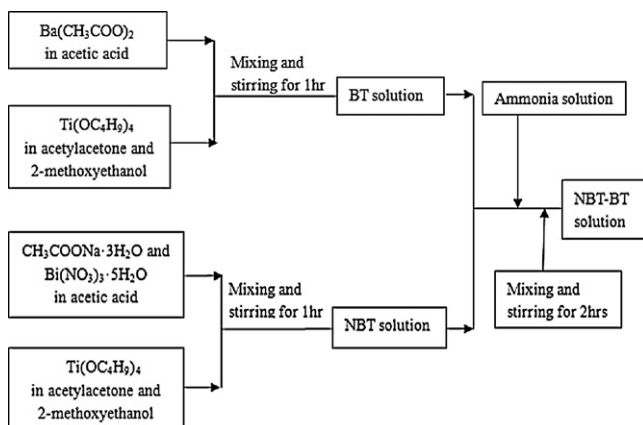 Ba(CH₃COO)₂
in acetic acid
Mixing and
stirring for 1hr
BT solution
Ammonia solution
Ti(OC₄H₉)₄
in acetylacetone and
2-methoxyethanol
NBT-BT
solution
CH₃COONa·3H₂O and
Bi(NO₃)₃·5H₂O
in acetic acid
Mixing and
stirring for 1hr
NBT solution
Mixing and
stirring for 2hrs
Ti(OC₄H₉)₄
in acetylacetone and
2-methoxyethanol